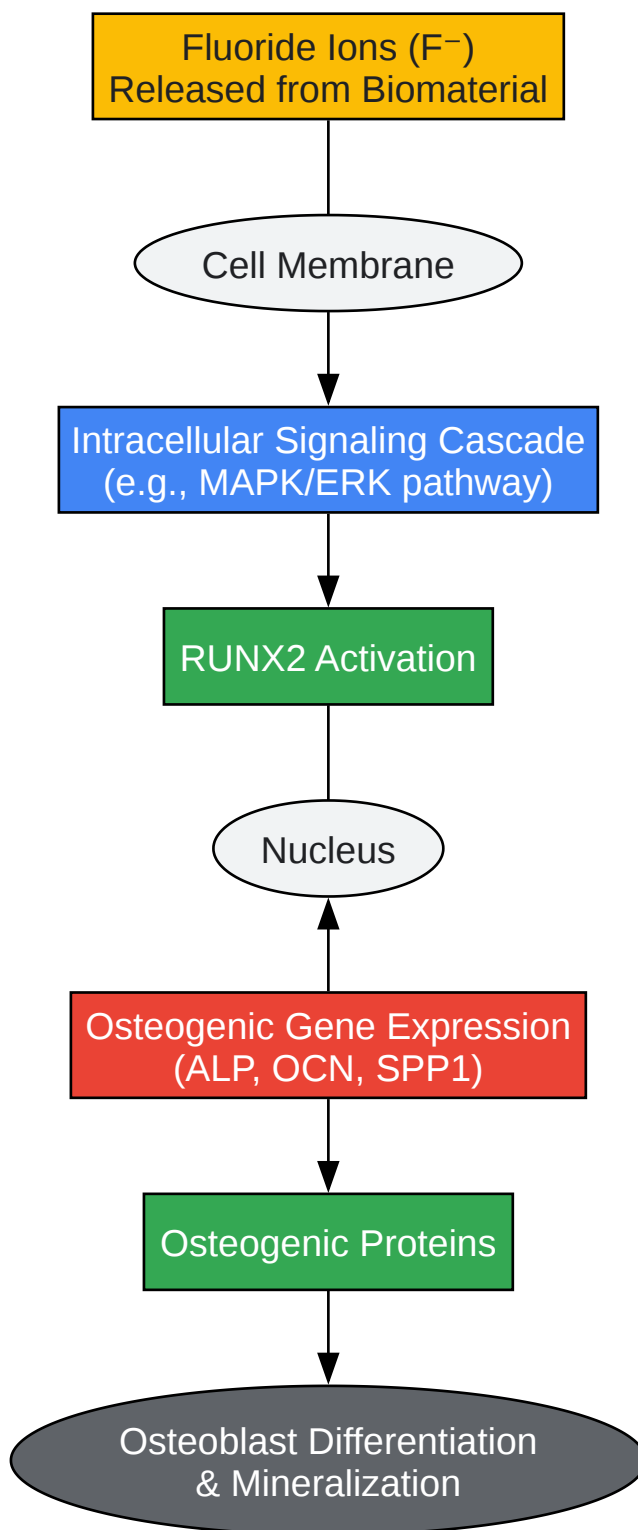 Fluoride Ions (F⁻)
Released from Biomaterial
Cell Membrane
Intracellular Signaling Cascade
(e.g., MAPK/ERK pathway)
RUNX2 Activation
Nucleus
Osteogenic Gene Expression
(ALP, OCN, SPP1)
Osteogenic Proteins
Osteoblast Differentiation
& Mineralization